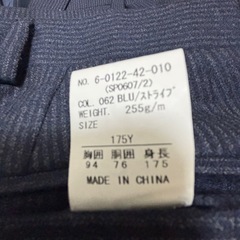 NO. 6-0122-42-010
(SP0607/2)
COL. 062 BLU/ストライプ
WEIGHT. 255g/m
SIZE
175Y
胸囲 胴囲 身長
94 76 175
MADE IN CHINA